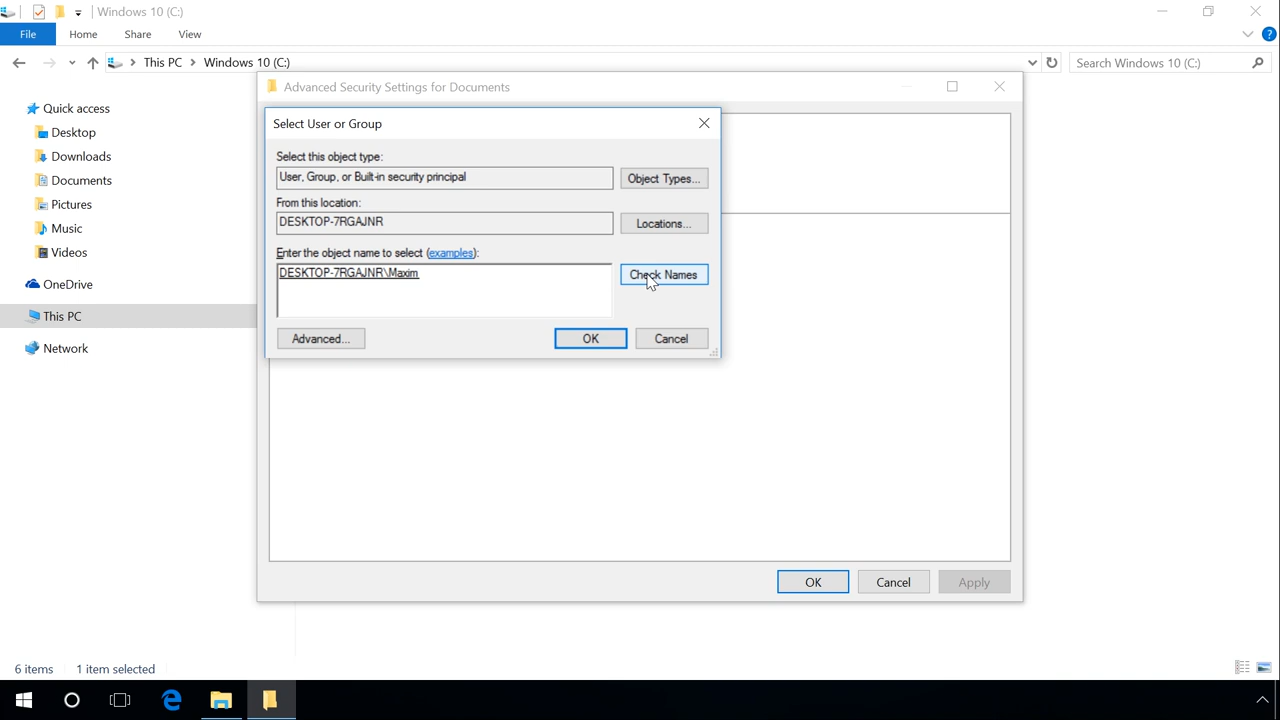 Windows 10 (C:)
File Home Share View
This PC Windows 10 (C:)
Search Windows 10 (C:)
Advanced Security Settings for Documents
Quick access
Desktop
Downloads
Documents
Pictures
Music
Videos
OneDrive
This PC
Network
Select User or Group
Select this object type:
User, Group, or Built-in security principal
Object Types...
From this location:
DESKTOP-7RGAJNR
Locations...
Enter the object name to select (examples):
DESKTOP-7RGAJNR\Maxim
Check Names
Advanced...
OK
Cancel
OK
Cancel
Apply
6 items 1 item selected